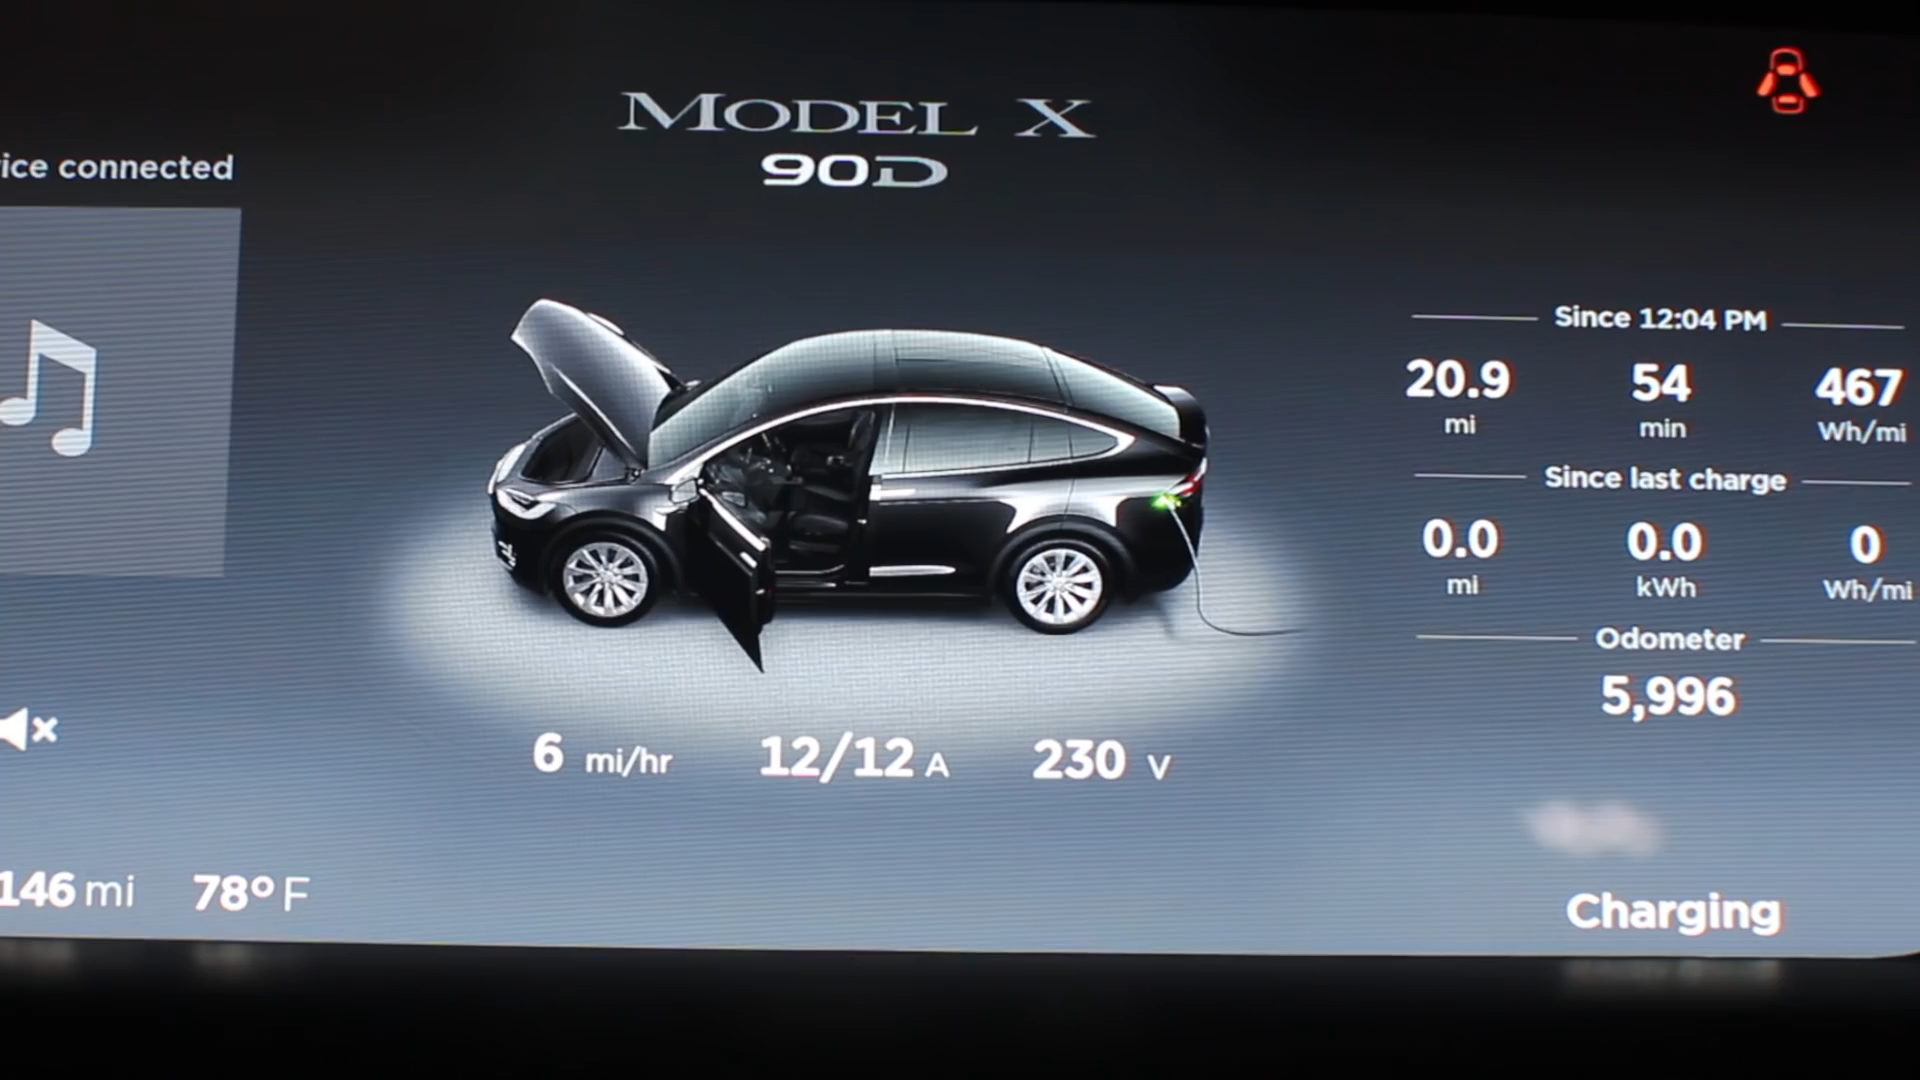 MODEL X
90D
ice connected
Since 12:04 PM
20.9 54 467
mi min Wh/mi
Since last charge
0.0 0.0 0
mi kWh Wh/mi
Odometer
5,996
6 mi/hr 12/12 A 230 V
146 mi 78° F
Charging